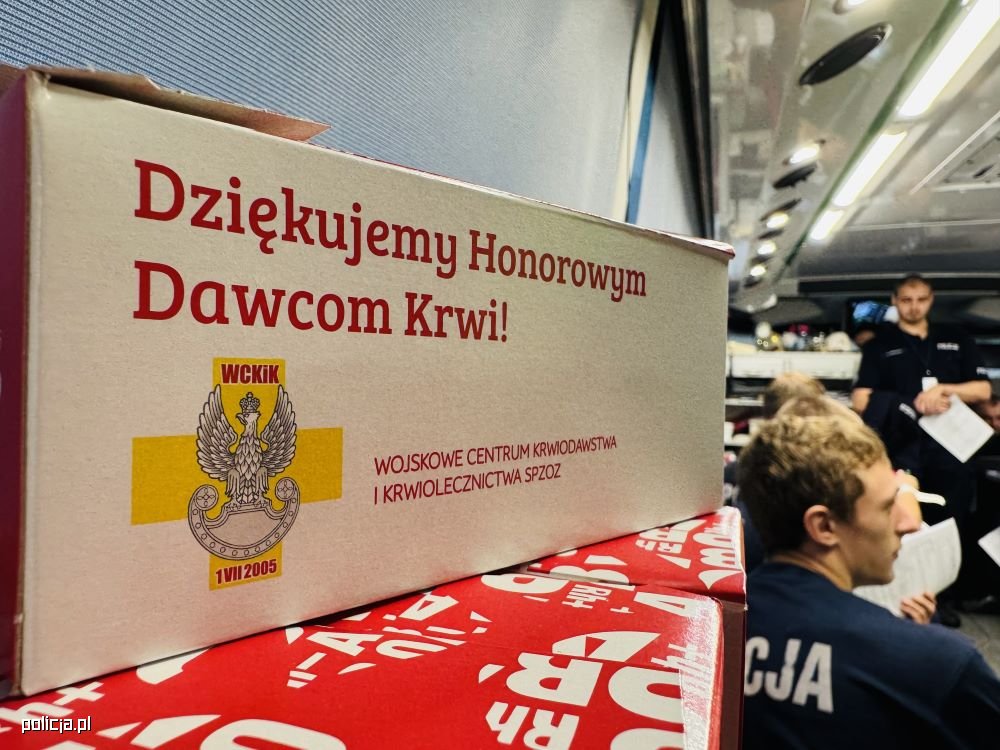 Dziękujemy Honorowym
Dawcom Krwi!
WCKiK
WOJSKOWE CENTRUM KRWIODAWSTWA
I KRWIOLECZNICTWA SPZOZ
1 VII 2005
CJA
policja.pl